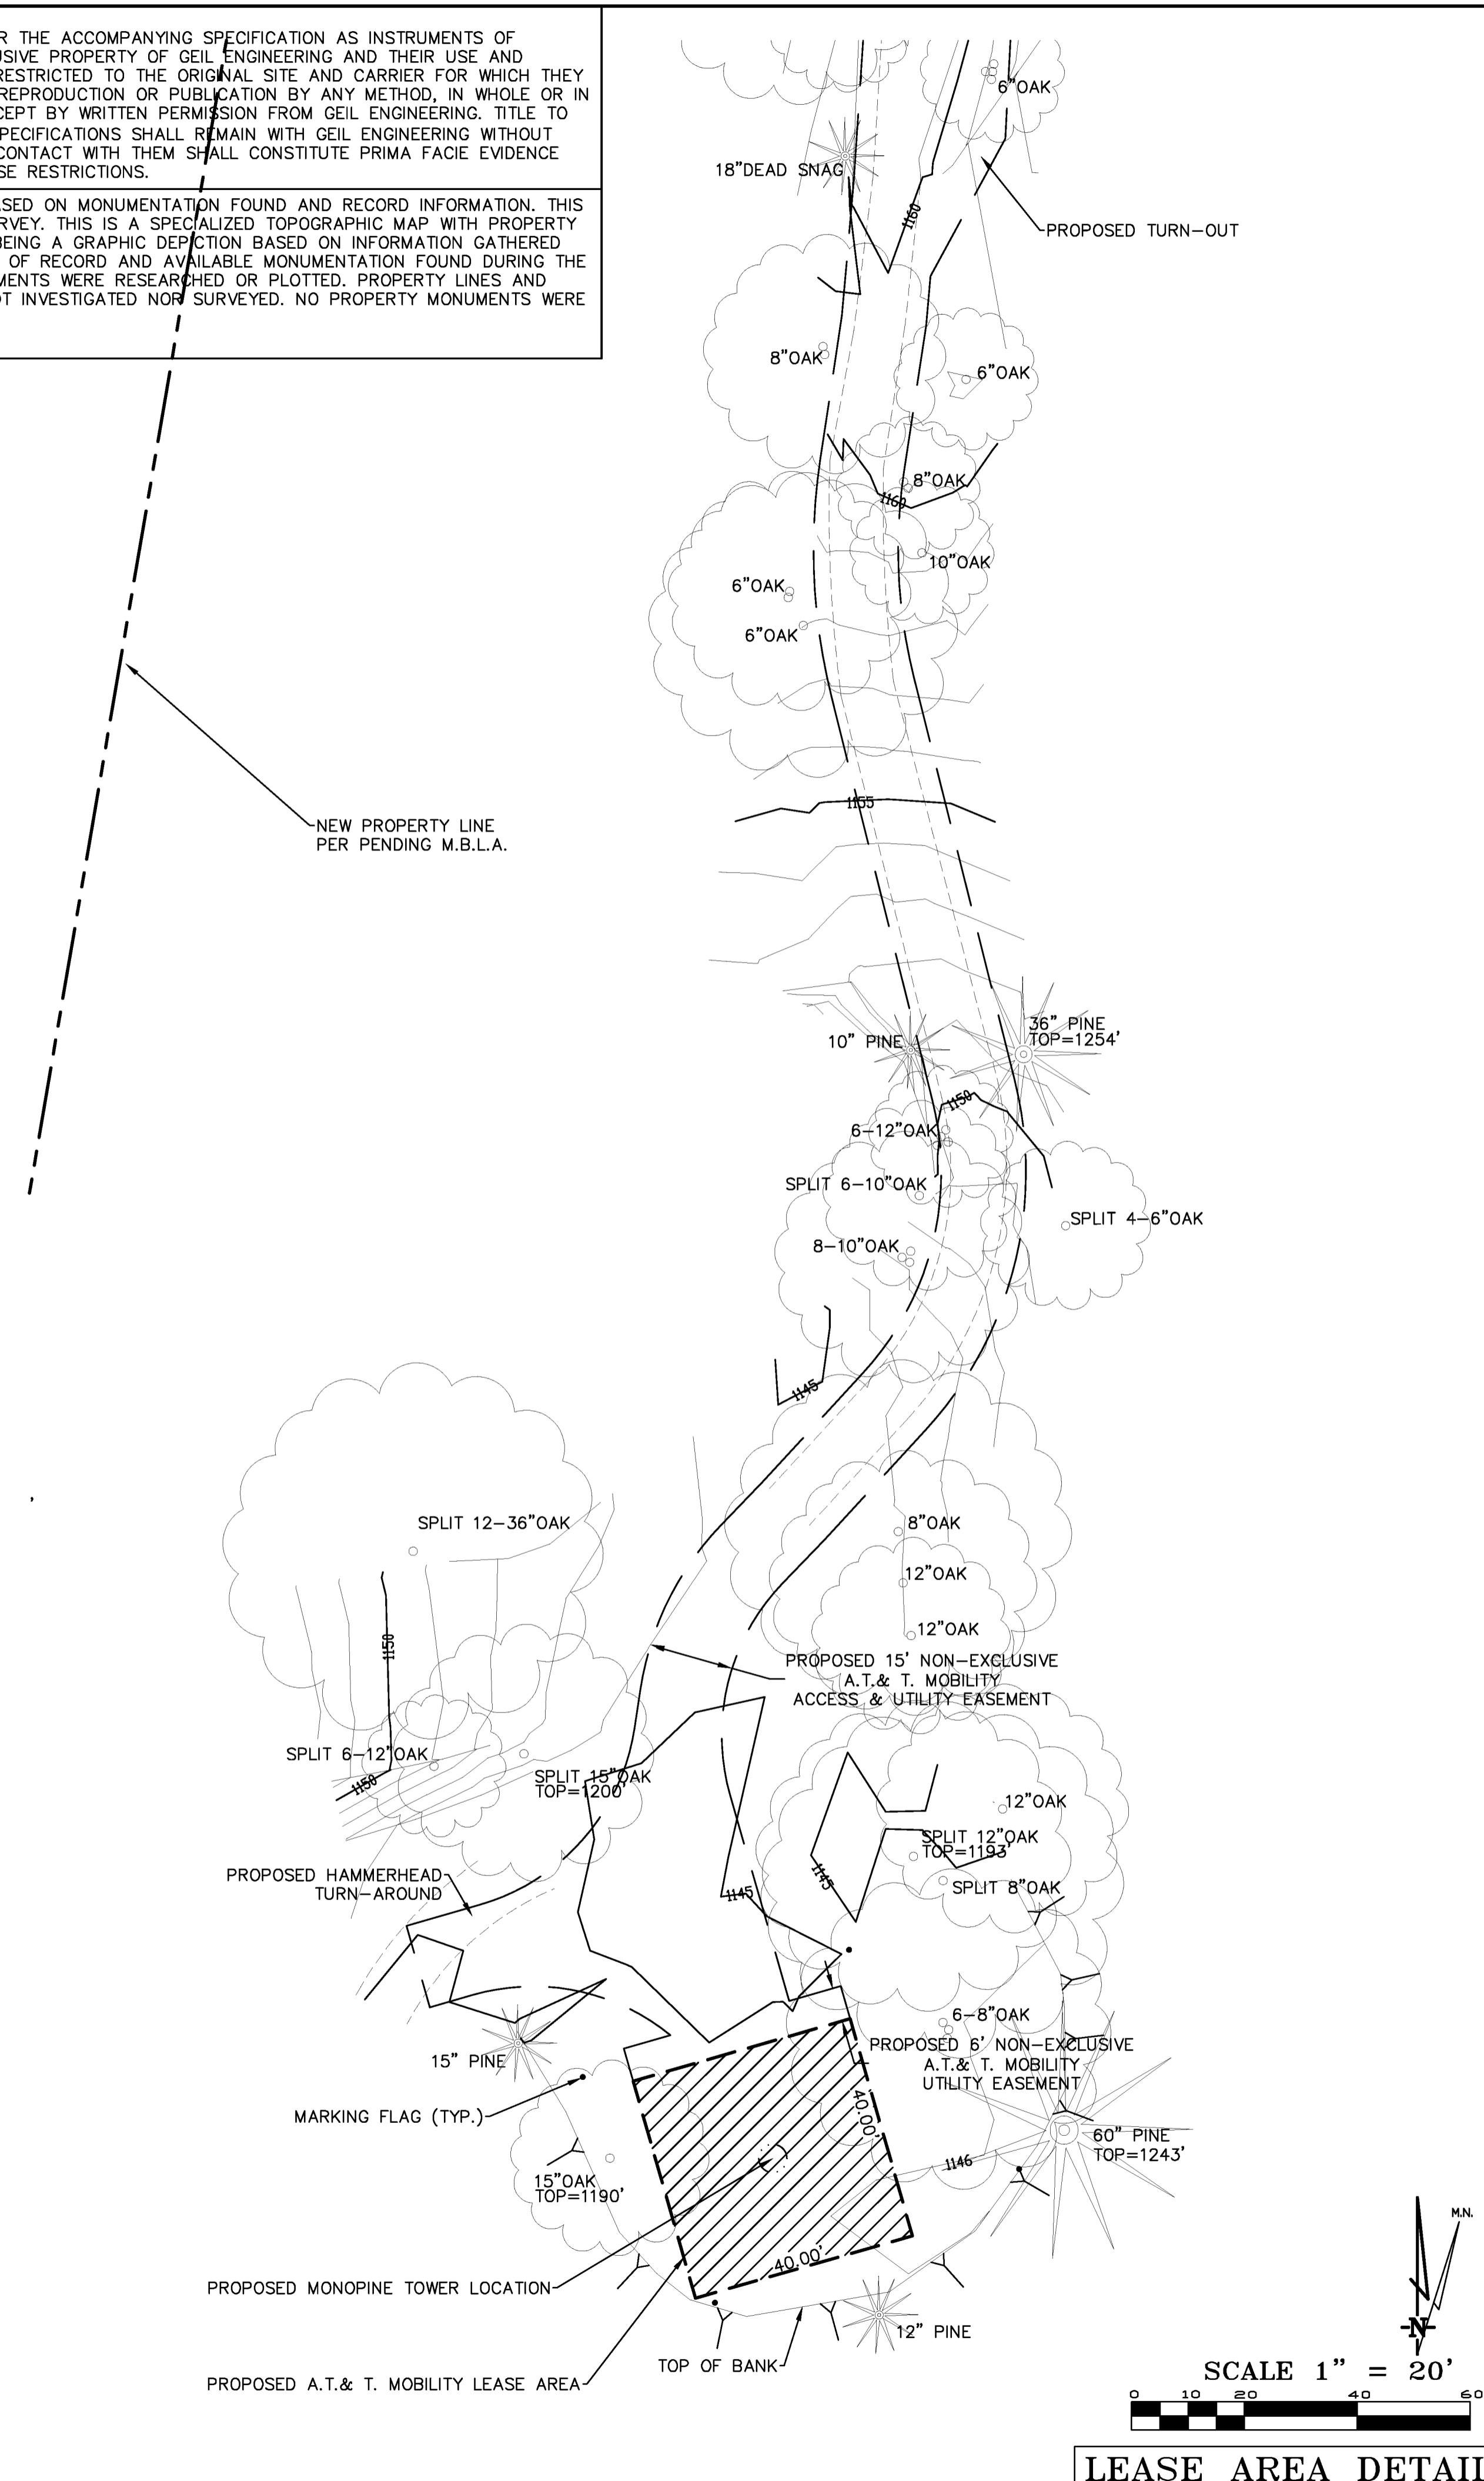 R THE ACCOMPANYING SPECIFICATION AS INSTRUMENTS OF
USIVE PROPERTY OF GEIL ENGINEERING AND THEIR USE AND
RESTRICTED TO THE ORIGINAL SITE AND CARRIER FOR WHICH THEY
REPRODUCTION OR PUBLICATION BY ANY METHOD, IN WHOLE OR IN
CEPT BY WRITTEN PERMISSION FROM GEIL ENGINEERING. TITLE TO
SPECIFICATIONS SHALL REMAIN WITH GEIL ENGINEERING WITHOUT
CONTACT WITH THEM SHALL CONSTITUTE PRIMA FACIE EVIDENCE
SE RESTRICTIONS.
SED ON MONUMENTATION FOUND AND RECORD INFORMATION. THIS
RVEY. THIS IS A SPECIALIZED TOPOGRAPHIC MAP WITH PROPERTY
BEING A GRAPHIC DEPICTION BASED ON INFORMATION GATHERED
OF RECORD AND AVAILABLE MONUMENTATION FOUND DURING THE
MENTS WERE RESEARCHED OR PLOTTED. PROPERTY LINES AND
OT INVESTIGATED NOR SURVEYED. NO PROPERTY MONUMENTS WERE
6"OAK
18"DEAD SNAG
1160
PROPOSED TURN-OUT
8"OAK
6"OAK
8"OAK
1160
10"OAK
6"OAK
6"OAK
1155
NEW PROPERTY LINE
PER PENDING M.B.L.A.
36" PINE
TOP=1254'
10" PINE
1150
6-12"OAK
SPLIT 6-10"OAK
SPLIT 4-6"OAK
8-10"OAK
1145
SPLIT 12-36"OAK
8"OAK
12"OAK
12"OAK
1150
PROPOSED 15' NON-EXCLUSIVE
A.T.& T. MOBILITY
ACCESS & UTILITY EASEMENT
SPLIT 6-12"OAK
1150
SPLIT 15"OAK
TOP=1200'
12"OAK
SPLIT 12"OAK
TOP=1193'
1145
SPLIT 8"OAK
1145
PROPOSED HAMMERHEAD
TURN-AROUND
6-8"OAK
PROPOSED 6' NON-EXCLUSIVE
A.T.& T. MOBILITY
UTILITY EASEMENT
15" PINE
MARKING FLAG (TYP.)
40.00'
60" PINE
TOP=1243'
1146
15"OAK
TOP=1190'
40.00'
PROPOSED MONOPINE TOWER LOCATION
12" PINE
TOP OF BANK
PROPOSED A.T.& T. MOBILITY LEASE AREA
M.N.
N
SCALE 1" = 20'
0 10 20 40 60
LEASE AREA DETAIL